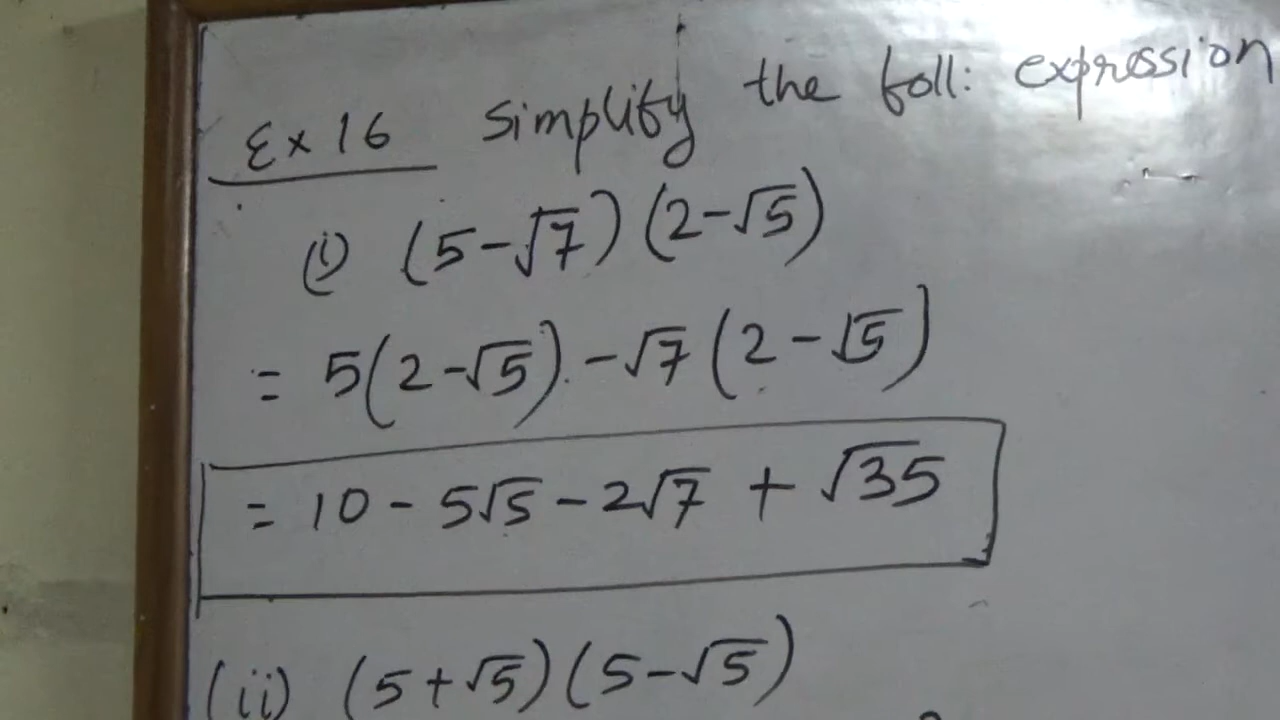 Ex 16 Simplify the foll: expression
(i) (5-√7) (2-√5)
= 5(2-√5) -√7 (2-√5)
= 10 - 5√5 - 2√7 + √35
(ii) (5+√5) (5-√5)